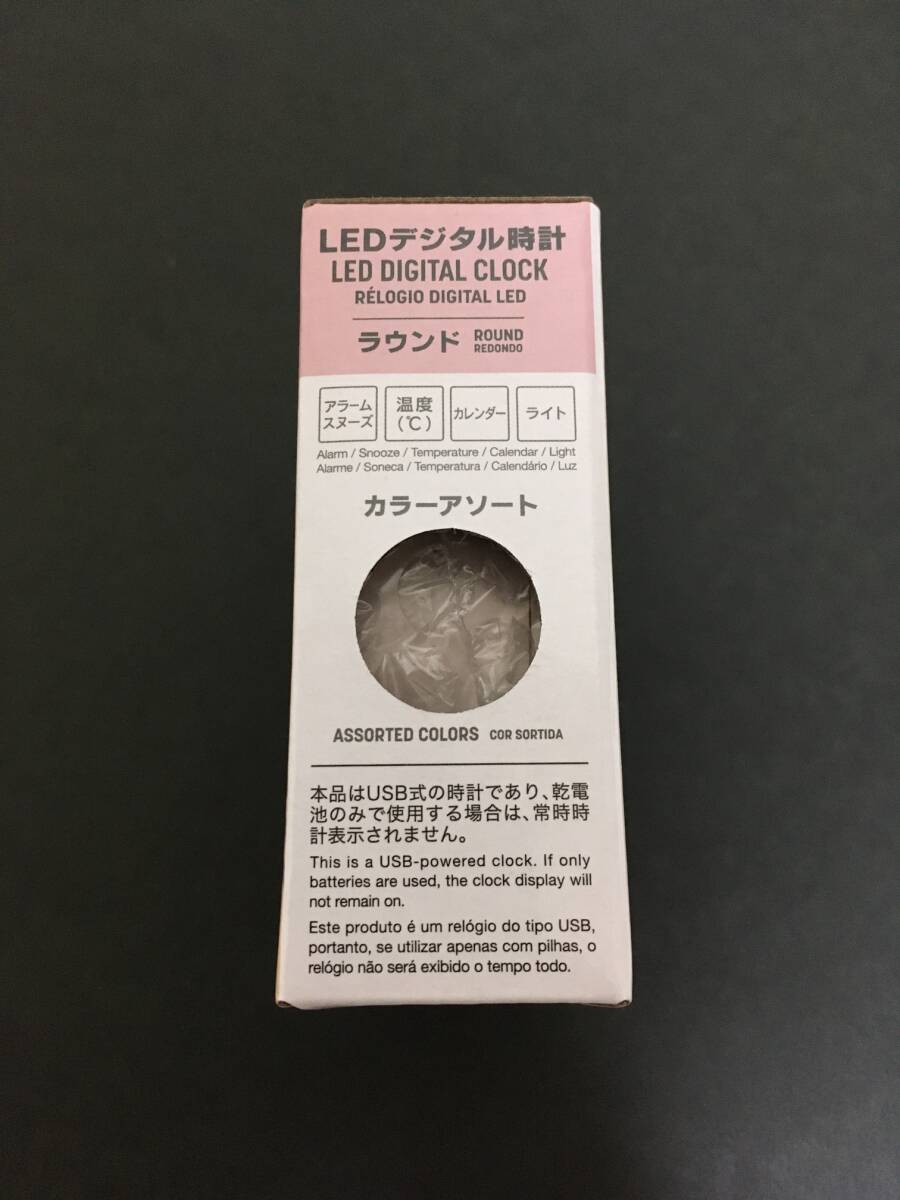 LEDデジタル時計
LED DIGITAL CLOCK
RÉLOGIO DIGITAL LED
ラウンド ROUND
REDONDO
アラーム
スヌーズ
温度
(℃)
カレンダー
ライト
Alarm / Snooze / Temperature / Calendar / Light
Alarme / Soneca / Temperatura / Calendário / Luz
カラーアソート
ASSORTED COLORS COR SORTIDA
本品はUSB式の時計であり、乾電
池のみで使用する場合は、常時時
計表示されません。
This is a USB-powered clock. If only
batteries are used, the clock display will
not remain on.
Este produto é um relógio do tipo USB,
portanto, se utilizar apenas com pilhas, o
relógio não será exibido o tempo todo.